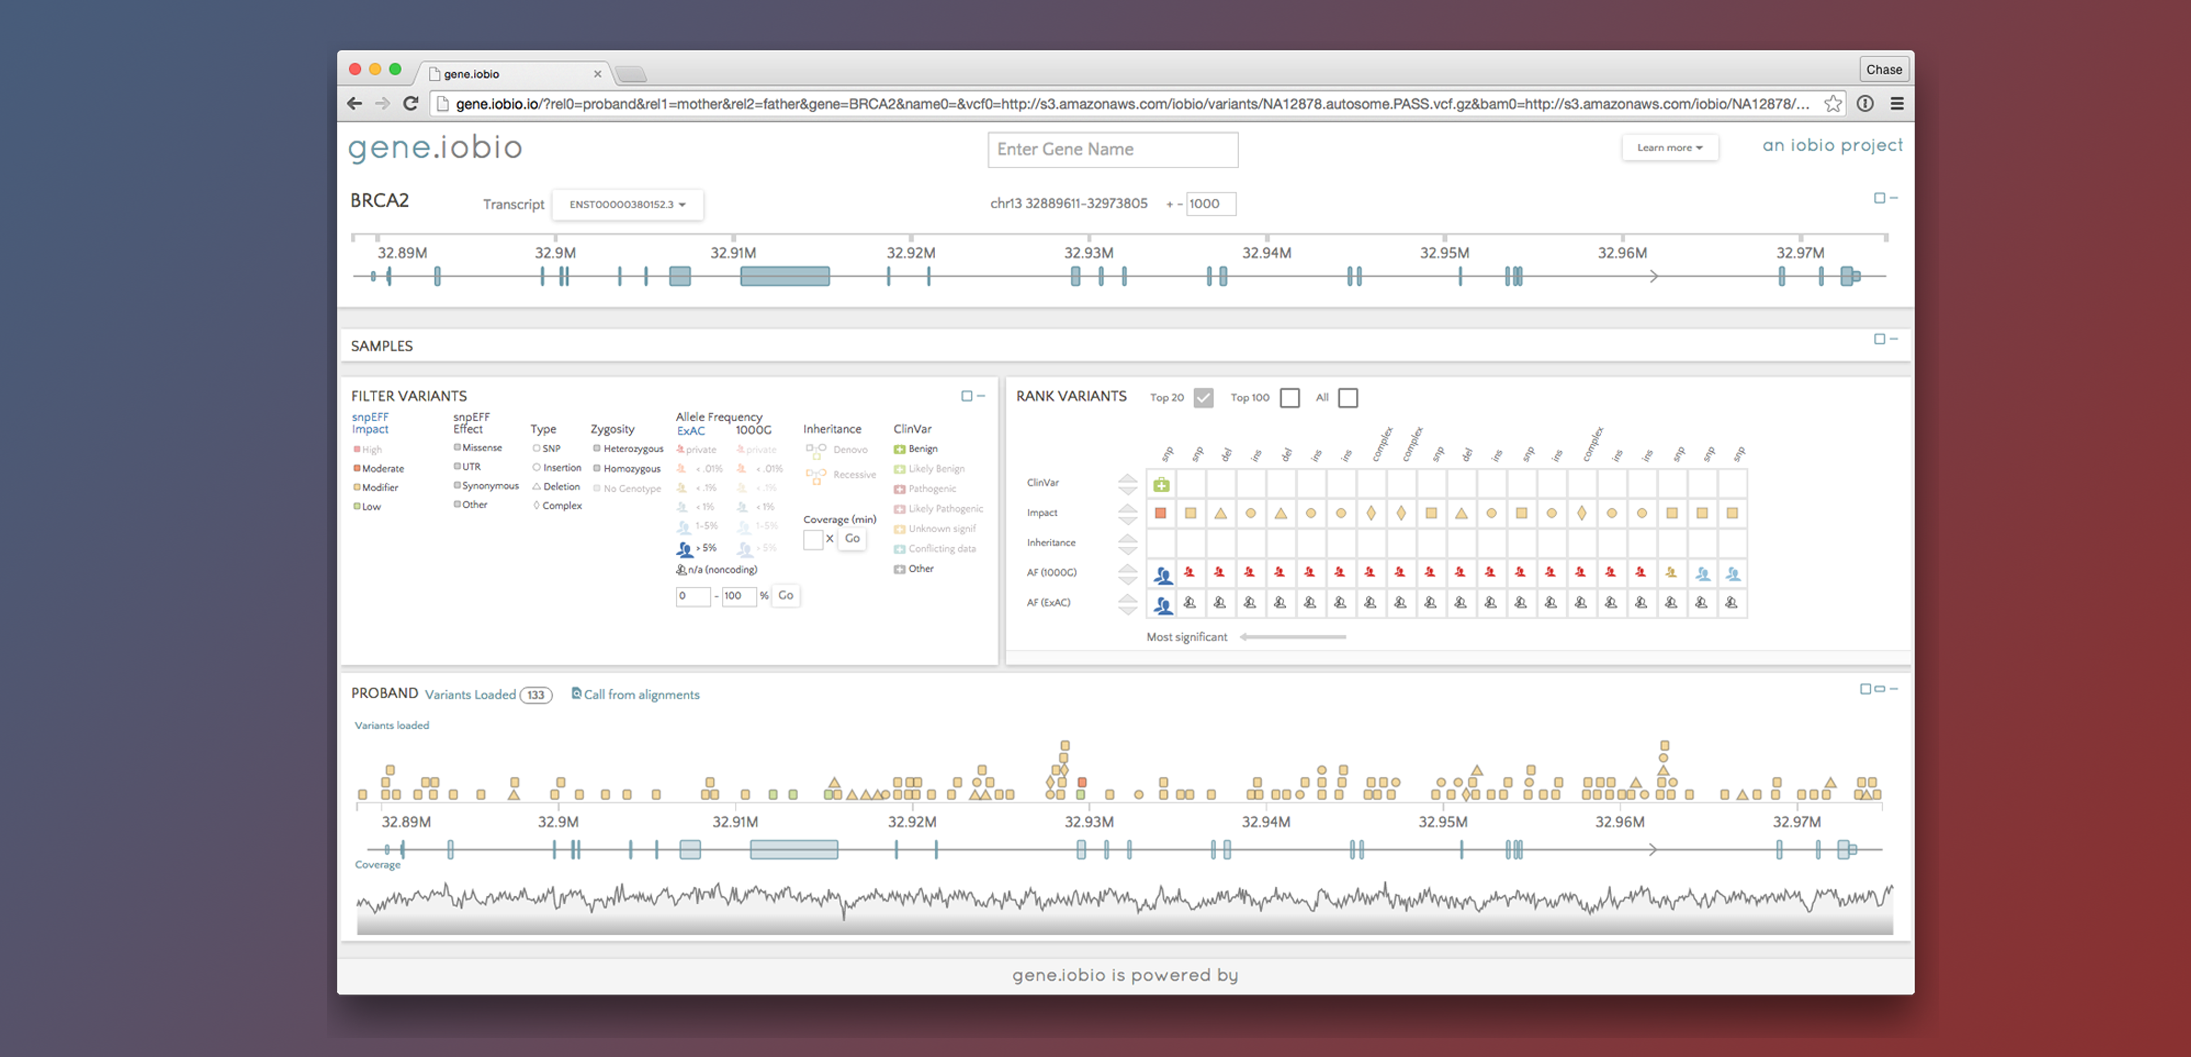 gene.iobio
Chase
gene.iobio.io/?rel0=proband&rel1=mother&rel2=father&gene=BRCA2&name0=&vcf0=http://s3.amazonaws.com/iobio/variants/NA12878.autosome.PASS.vcf.gz&bam0=http://s3.amazonaws.com/iobio/NA12878/...
gene.iobio
Enter Gene Name
Learn more
an iobio project
BRCA2
Transcript ENST00000380152.3
chr13 32889611-32973805 + - 1000
32.89M 32.9M 32.91M 32.92M 32.93M 32.94M 32.95M 32.96M 32.97M
SAMPLES
FILTER VARIANTS
snpEFF
Impact
High
Moderate
Modifier
Low
snpEFF
Effect
Missense
UTR
Synonymous
Other
Type
SNP
Insertion
Deletion
Complex
Zygosity
Heterozygous
Homozygous
No Genotype
Allele Frequency
ExAC 1000G
private private
< .01% < .01%
< .1% < .1%
< 1% < 1%
1-5% 1-5%
> 5% > 5%
n/a (noncoding)
0 - 100 % Go
Inheritance
Denovo
Recessive
Coverage (min)
X Go
ClinVar
Benign
Likely Benign
Pathogenic
Likely Pathogenic
Unknown signif
Conflicting data
Other
RANK VARIANTS Top 20 Top 100 All
snp snp del ins del ins ins complex complex snp del ins snp ins complex ins ins snp snp snp
ClinVar
Impact
Inheritance
AF (1000G)
AF (ExAC)
Most significant
PROBAND Variants Loaded 133 Call from alignments
Variants loaded
32.89M 32.9M 32.91M 32.92M 32.93M 32.94M 32.95M 32.96M 32.97M
Coverage
gene.iobio is powered by